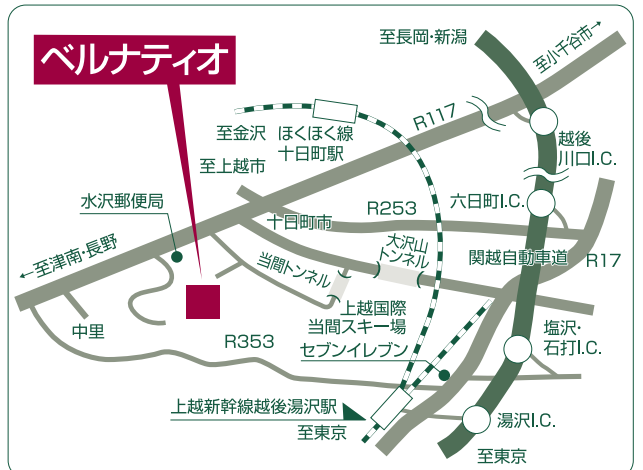 至長岡・新潟
至小千谷市→
ベルナティオ
至金沢
ほくほく線
十日町駅
R117
越後
川口I.C.
至上越市
水沢郵便局
六日町I.C.
十日町市
R253
大沢山
トンネル
関越自動車道
R17
←至津南・長野
当間トンネル
上越国際
当間スキー場
中里
R353
セブンイレブン
塩沢・
石打I.C.
上越新幹線越後湯沢駅
至東京
湯沢I.C.
至東京